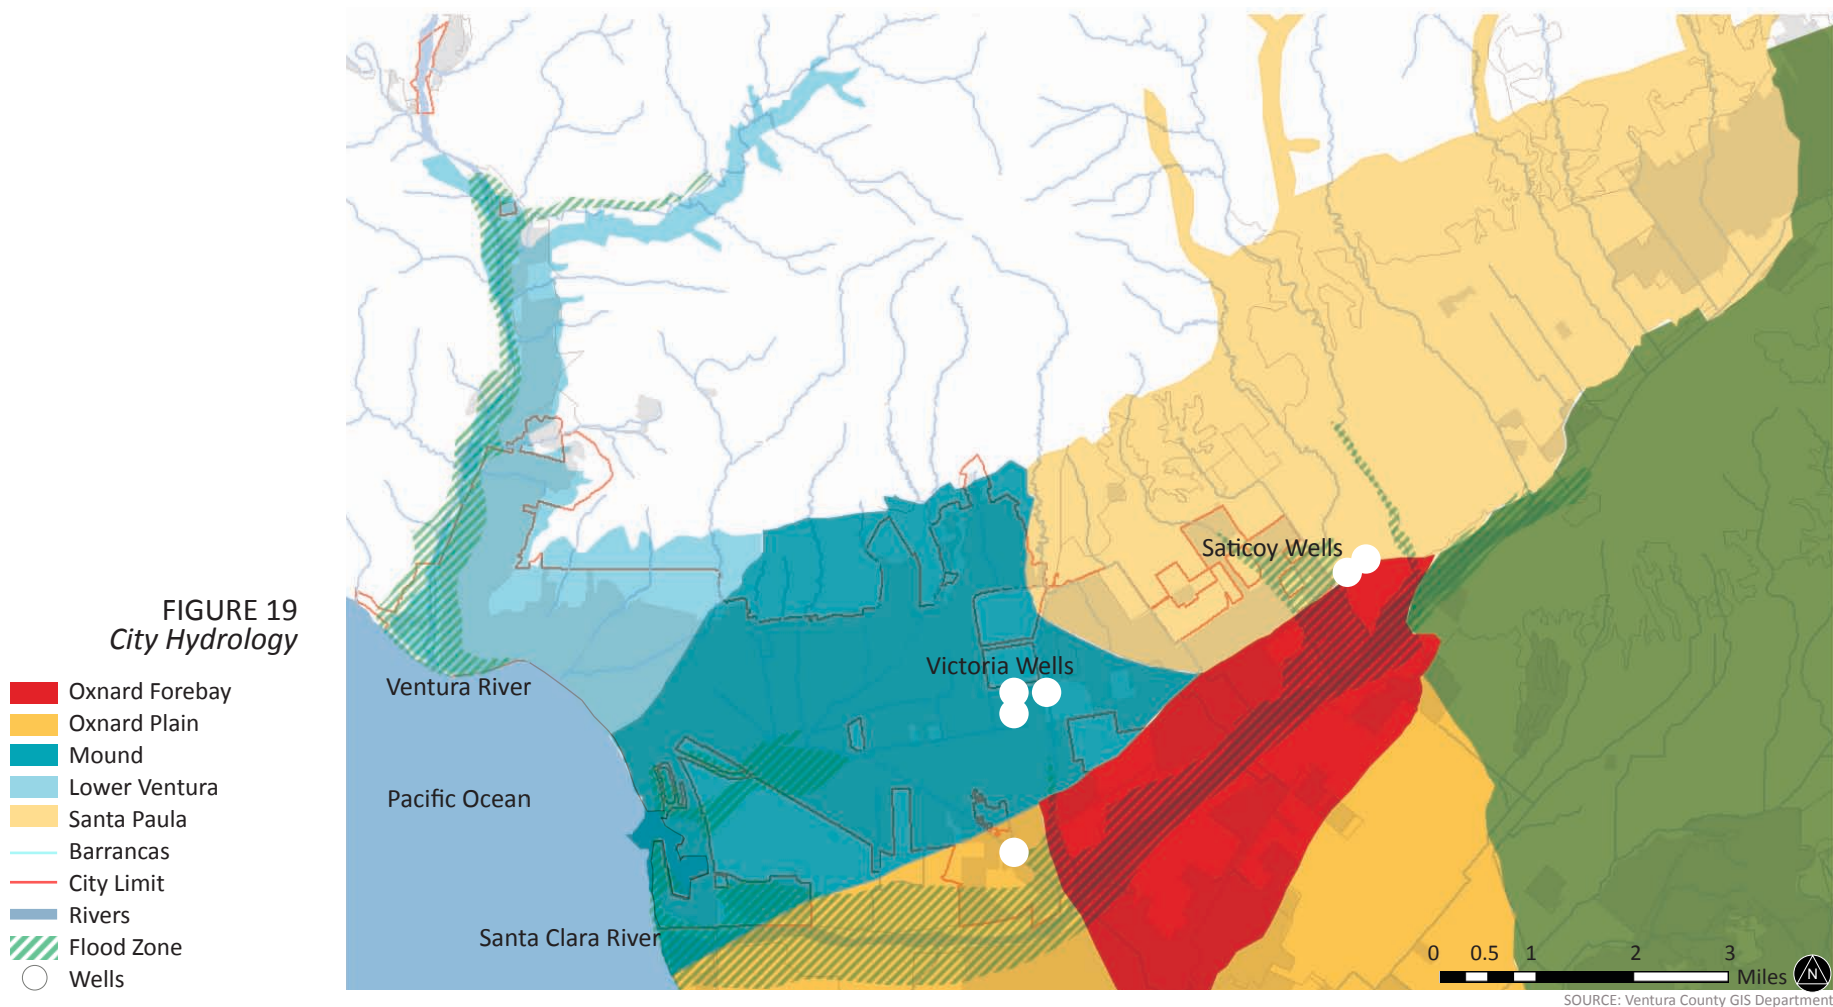 FIGURE 19
City Hydrology
Oxnard Forebay
Oxnard Plain
Mound
Lower Ventura
Santa Paula
Barrancas
City Limit
Rivers
Flood Zone
Wells
Saticoy Wells
Victoria Wells
Ventura River
Pacific Ocean
Santa Clara River
0 0.5 1 2 3
Miles
N
SOURCE: Ventura County GIS Department